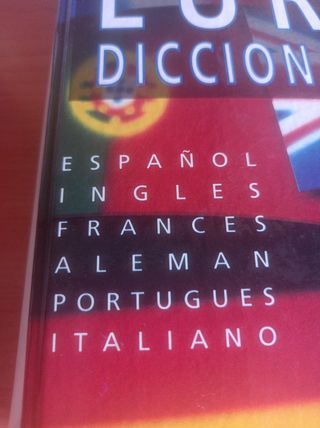 DICCION
ESPAÑOL
INGLES
FRANCES
ALEMAN
PORTUGUES
ITALIANO